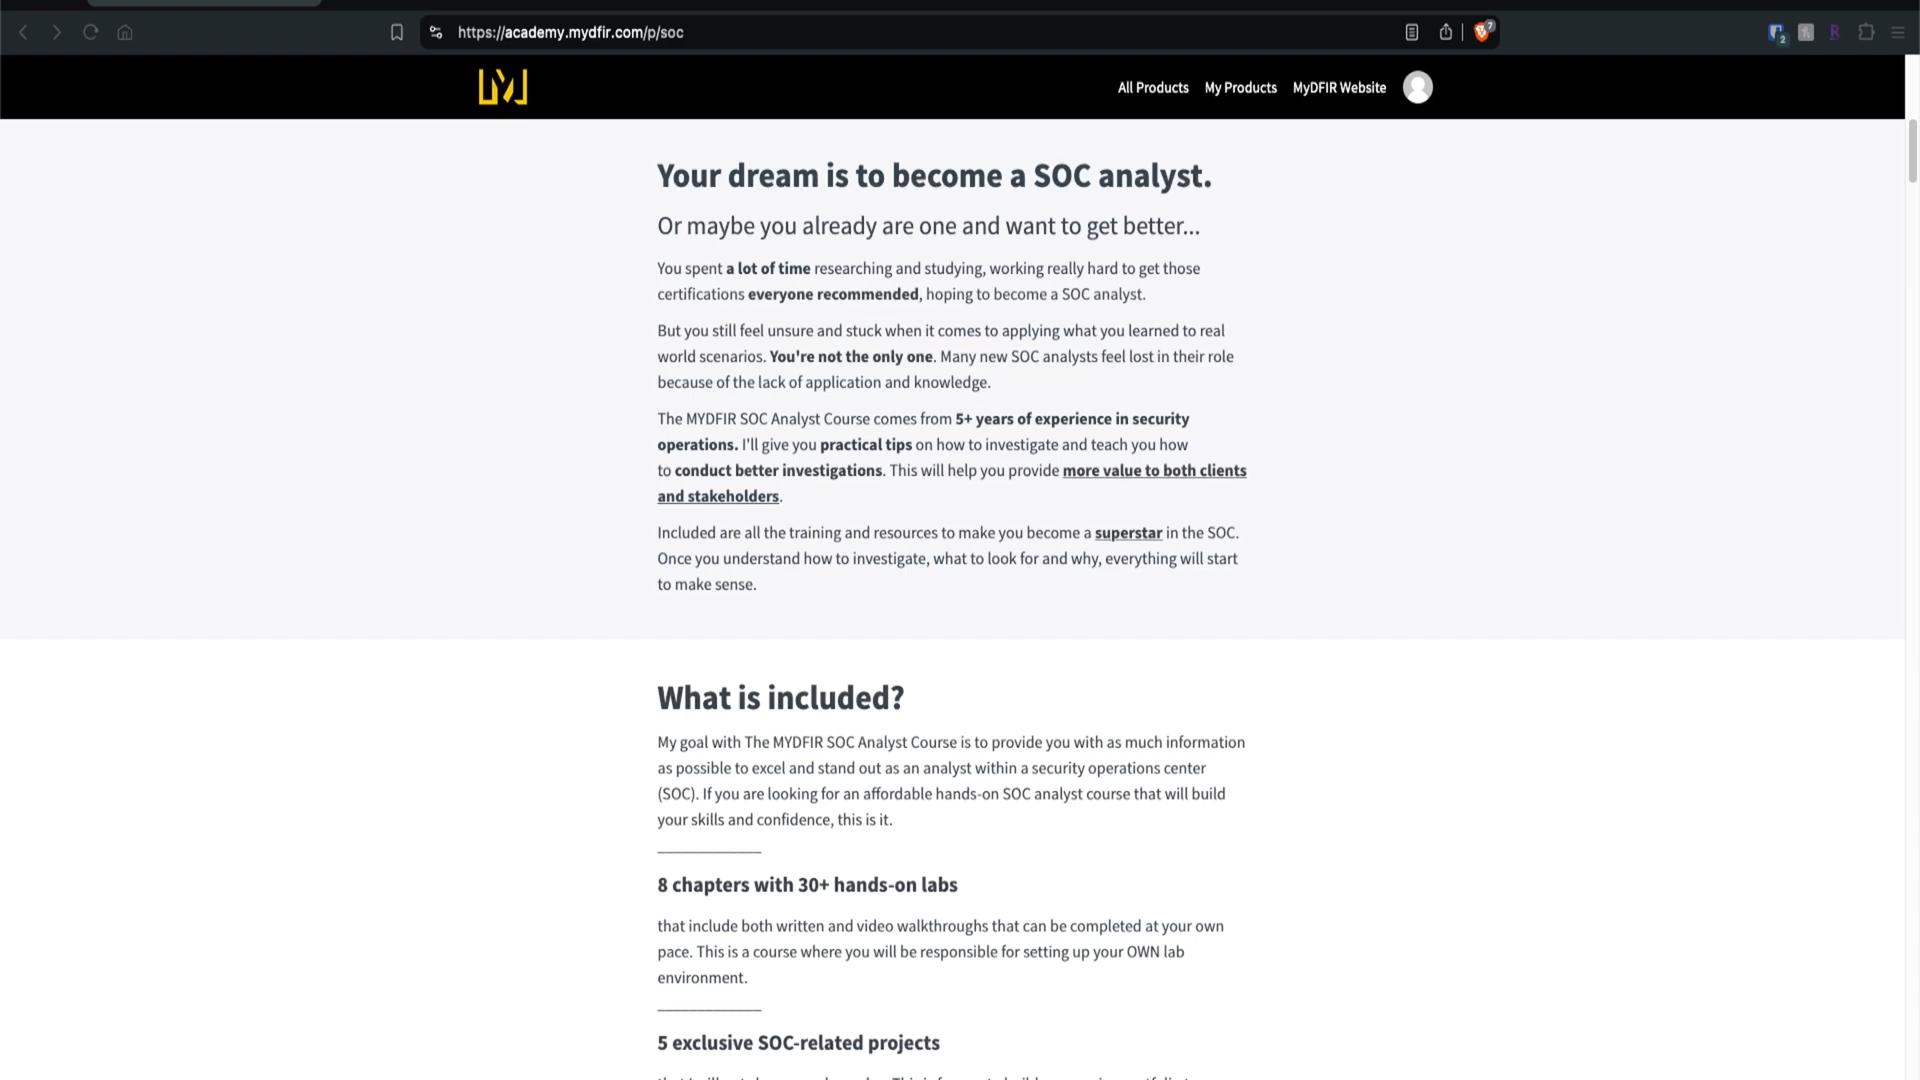 https://academy.mydfir.com/p/soc
7
2
All Products
My Products
MyDFIR Website
Your dream is to become a SOC analyst.
Or maybe you already are one and want to get better...
You spent a lot of time researching and studying, working really hard to get those
certifications everyone recommended, hoping to become a SOC analyst.
But you still feel unsure and stuck when it comes to applying what you learned to real
world scenarios. You're not the only one. Many new SOC analysts feel lost in their role
because of the lack of application and knowledge.
The MYDFIR SOC Analyst Course comes from 5+ years of experience in security
operations. I'll give you practical tips on how to investigate and teach you how
to conduct better investigations. This will help you provide more value to both clients
and stakeholders.
Included are all the training and resources to make you become a superstar in the SOC.
Once you understand how to investigate, what to look for and why, everything will start
to make sense.
What is included?
My goal with The MYDFIR SOC Analyst Course is to provide you with as much information
as possible to excel and stand out as an analyst within a security operations center
(SOC). If you are looking for an affordable hands-on SOC analyst course that will build
your skills and confidence, this is it.
8 chapters with 30+ hands-on labs
that include both written and video walkthroughs that can be completed at your own
pace. This is a course where you will be responsible for setting up your OWN lab
environment.
5 exclusive SOC-related projects